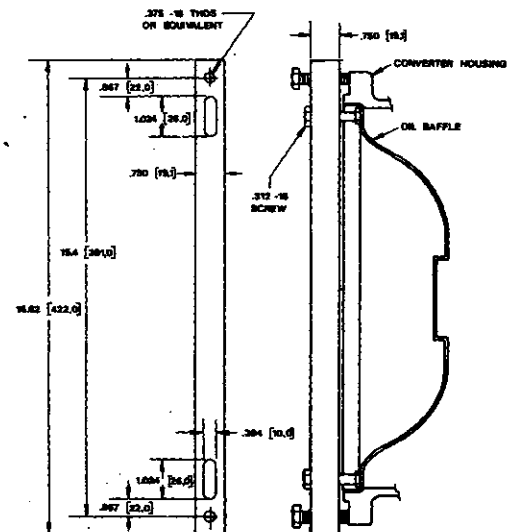 .375 -16 THDS
OR EQUIVALENT
.750 [19,1]
CONVERTER HOUSING
.867 [22,0]
1.024 [26,0]
OIL BAFFLE
.750 [19,1]
.312 -18
SCREW
15.4 [391,0]
16.62 [422,0]
.394 [10,0]
1.024 [26,0]
.867 [22,0]